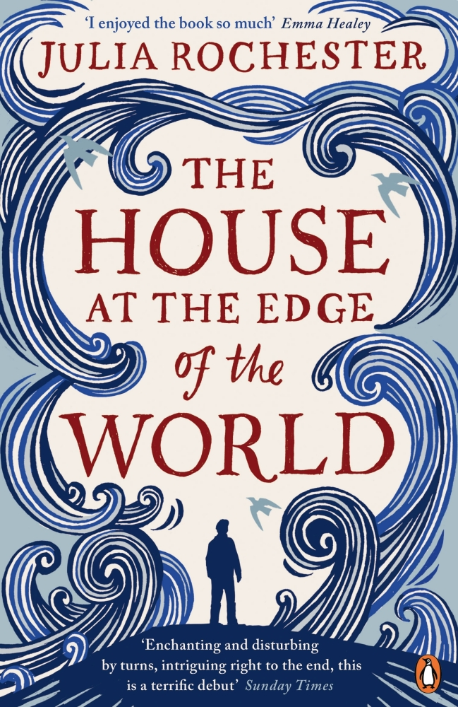 ‘I enjoyed the book so much’ Emma Healey
JULIA ROCHESTER
THE
HOUSE
AT THE EDGE
of the
WORLD
‘Enchanting and disturbing
by turns, intriguing right to the end, this
is a terrific debut’ Sunday Times